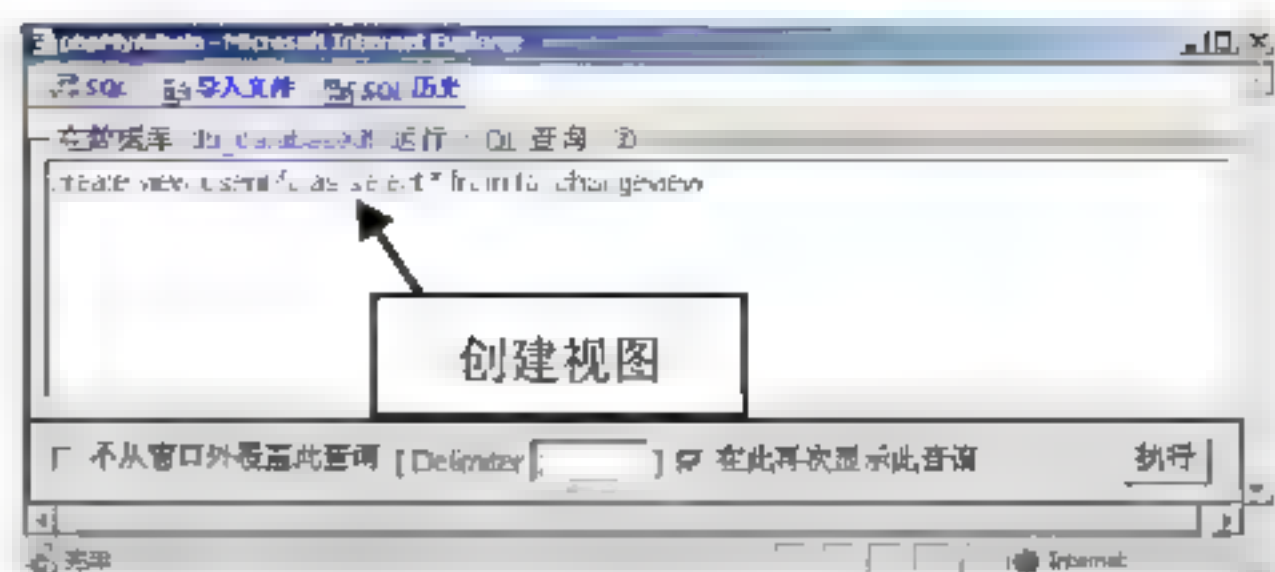 phpMyAdmin - Microsoft Internet Explorer
SQL 导入文件 SQL 历史
在数据库 运行 查询
create view as select * from
创建视图
不从窗口外覆盖此查询 [ Delimiter ; ] 在此再次显示此查询 执行
完毕 Internet